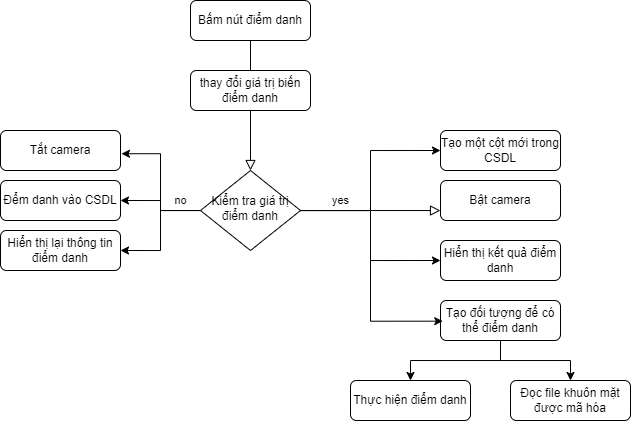 Bấm nút điểm danh
thay đổi giá trị biến
điểm danh
Kiểm tra giá trị
điểm danh
no
yes
Tắt camera
Đểm danh vào CSDL
Hiển thị lại thông tin
điểm danh
Tạo một cột mới trong
CSDL
Bật camera
Hiển thị kết quả điểm
danh
Tạo đối tượng để có
thể điểm danh
Thực hiện điểm danh
Đọc file khuôn mặt
được mã hóa